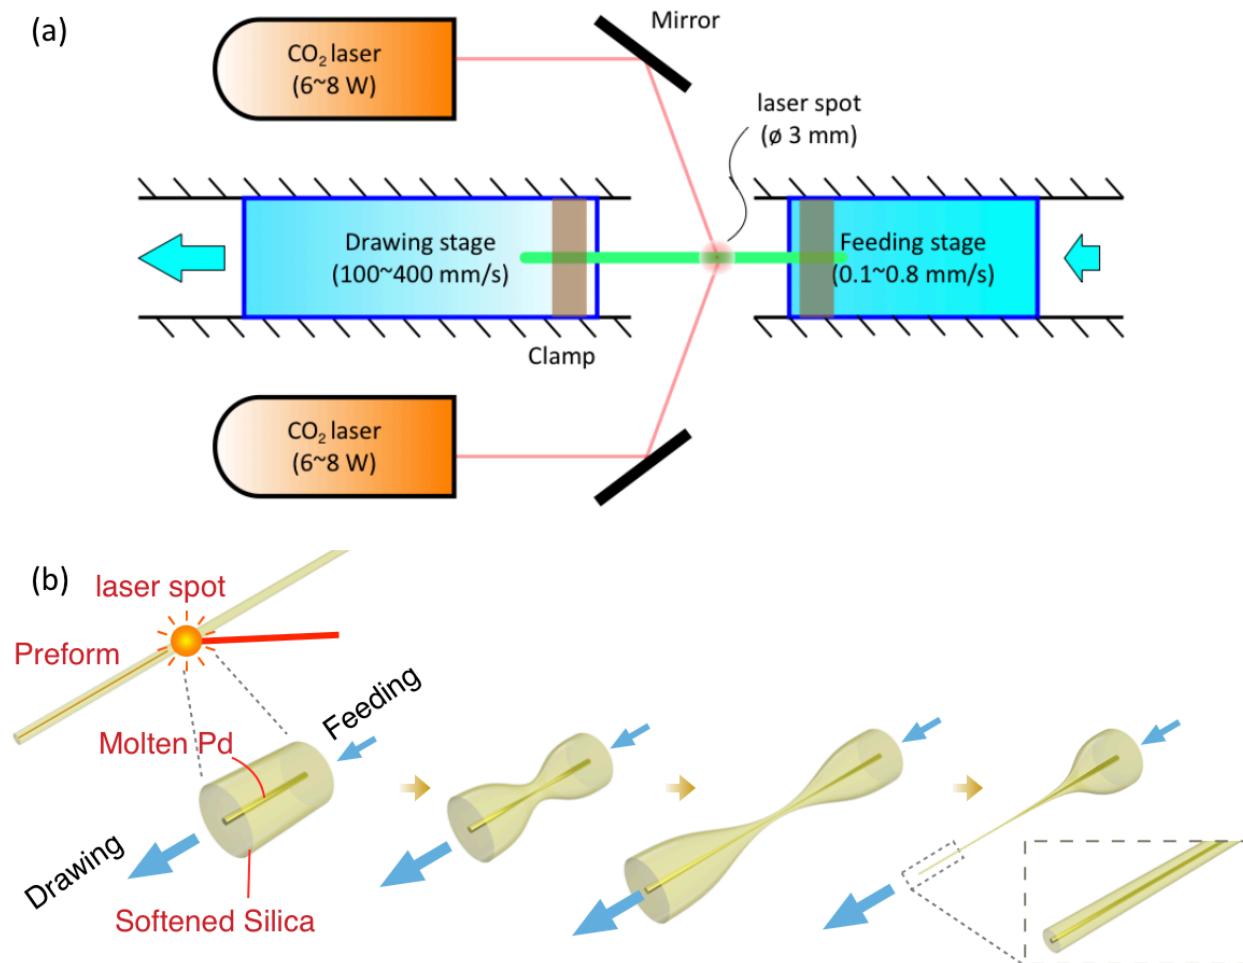 (a)
Mirror
CO₂ laser
(6~8 W)
laser spot
(ø 3 mm)
Drawing stage
(100~400 mm/s)
Feeding stage
(0.1~0.8 mm/s)
Clamp
CO₂ laser
(6~8 W)
(b)
laser spot
Preform
Feeding
Molten Pd
Drawing
Softened Silica